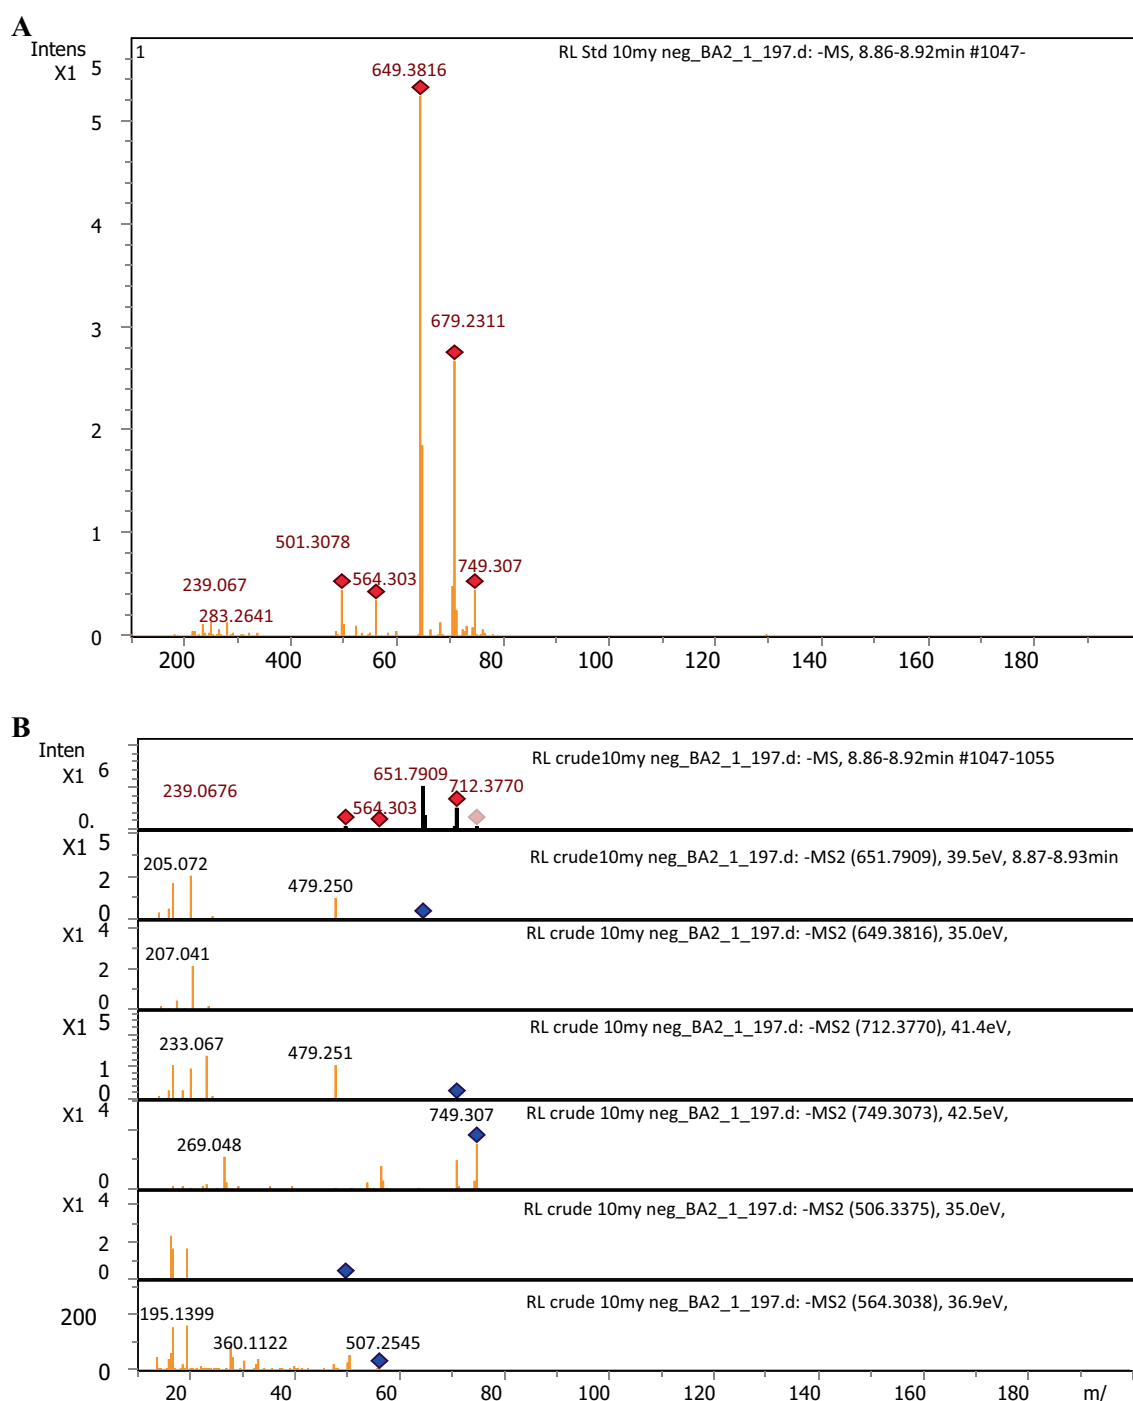 A
Intens
X1
5
1
RL Std 10my neg_BA2_1_197.d: -MS, 8.86-8.92min #1047-
649.3816
5
4
3
679.2311
2
1
501.3078
564.303
749.307
239.067
283.2641
0
200 400 60 80 100 120 140 160 180
B
Inten
X1 6
RL crude10my neg_BA2_1_197.d: -MS, 8.86-8.92min #1047-1055
651.7909
712.3770
239.0676
564.303
0.
X1 5
RL crude10my neg_BA2_1_197.d: -MS2 (651.7909), 39.5eV, 8.87-8.93min
205.072
2
479.250
0
X1 4
RL crude 10my neg_BA2_1_197.d: -MS2 (649.3816), 35.0eV,
207.041
2
0
X1 5
RL crude 10my neg_BA2_1_197.d: -MS2 (712.3770), 41.4eV,
233.067
479.251
1
0
X1 4
749.307
RL crude 10my neg_BA2_1_197.d: -MS2 (749.3073), 42.5eV,
269.048
0
X1 4
RL crude 10my neg_BA2_1_197.d: -MS2 (506.3375), 35.0eV,
2
0
RL crude 10my neg_BA2_1_197.d: -MS2 (564.3038), 36.9eV,
200
195.1399
360.1122
507.2545
0
20 40 60 80 100 120 140 160 180 m/